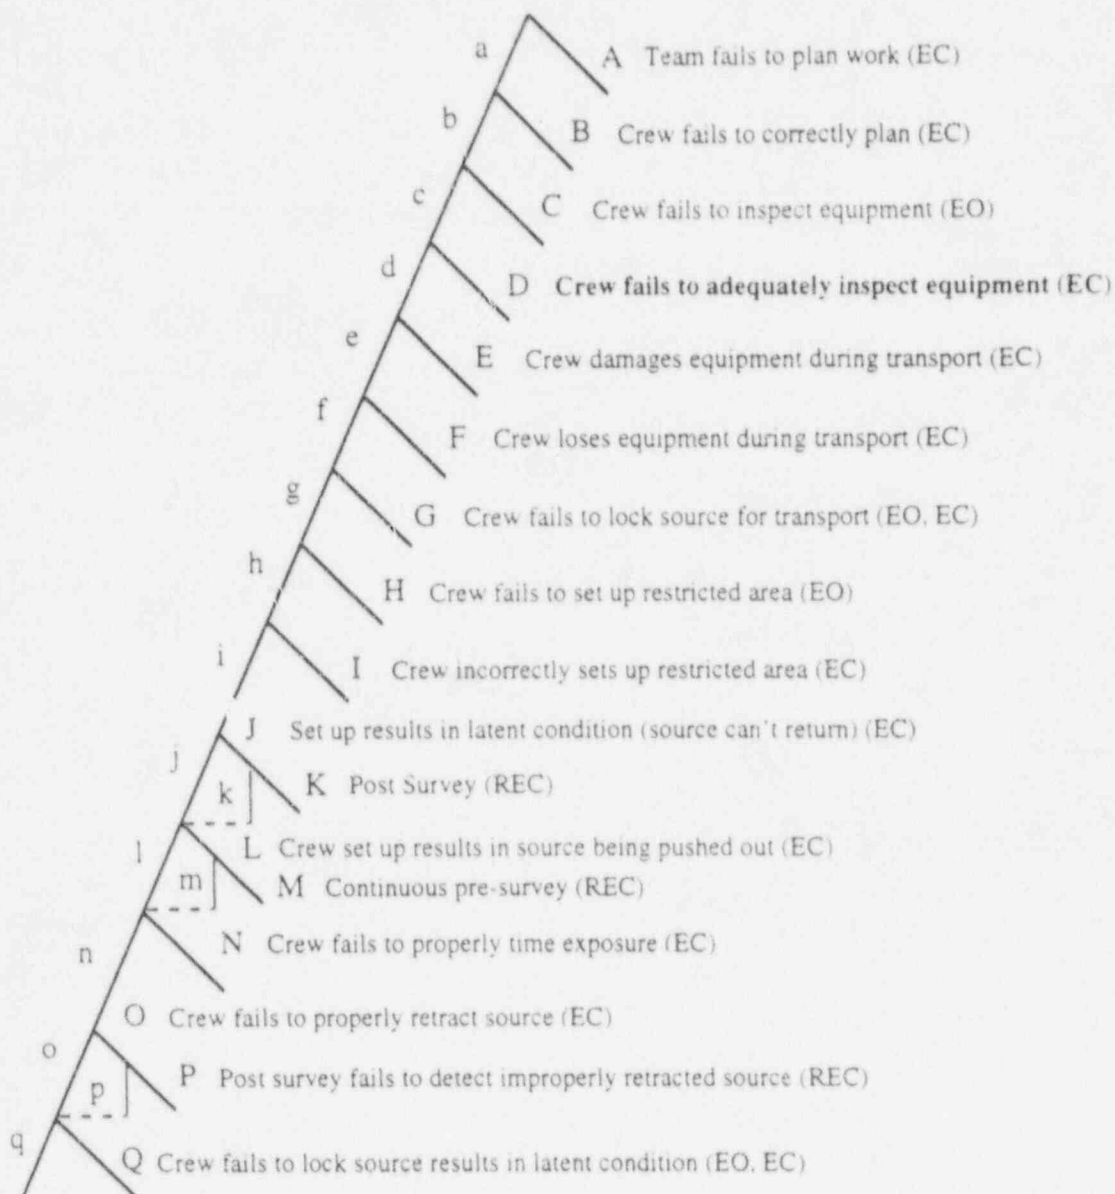 a
A Team fails to plan work (EC)
b
B Crew fails to correctly plan (EC)
c
C Crew fails to inspect equipment (EO)
d
D Crew fails to adequately inspect equipment (EC)
e
E Crew damages equipment during transport (EC)
f
F Crew loses equipment during transport (EC)
g
G Crew fails to lock source for transport (EO, EC)
h
H Crew fails to set up restricted area (EO)
i
I Crew incorrectly sets up restricted area (EC)
J Set up results in latent condition (source can't return) (EC)
j
k
K Post Survey (REC)
l
L Crew set up results in source being pushed out (EC)
m
M Continuous pre-survey (REC)
n
N Crew fails to properly time exposure (EC)
O Crew fails to properly retract source (EC)
o
p
P Post survey fails to detect improperly retracted source (REC)
q
Q Crew fails to lock source results in latent condition (EO, EC)